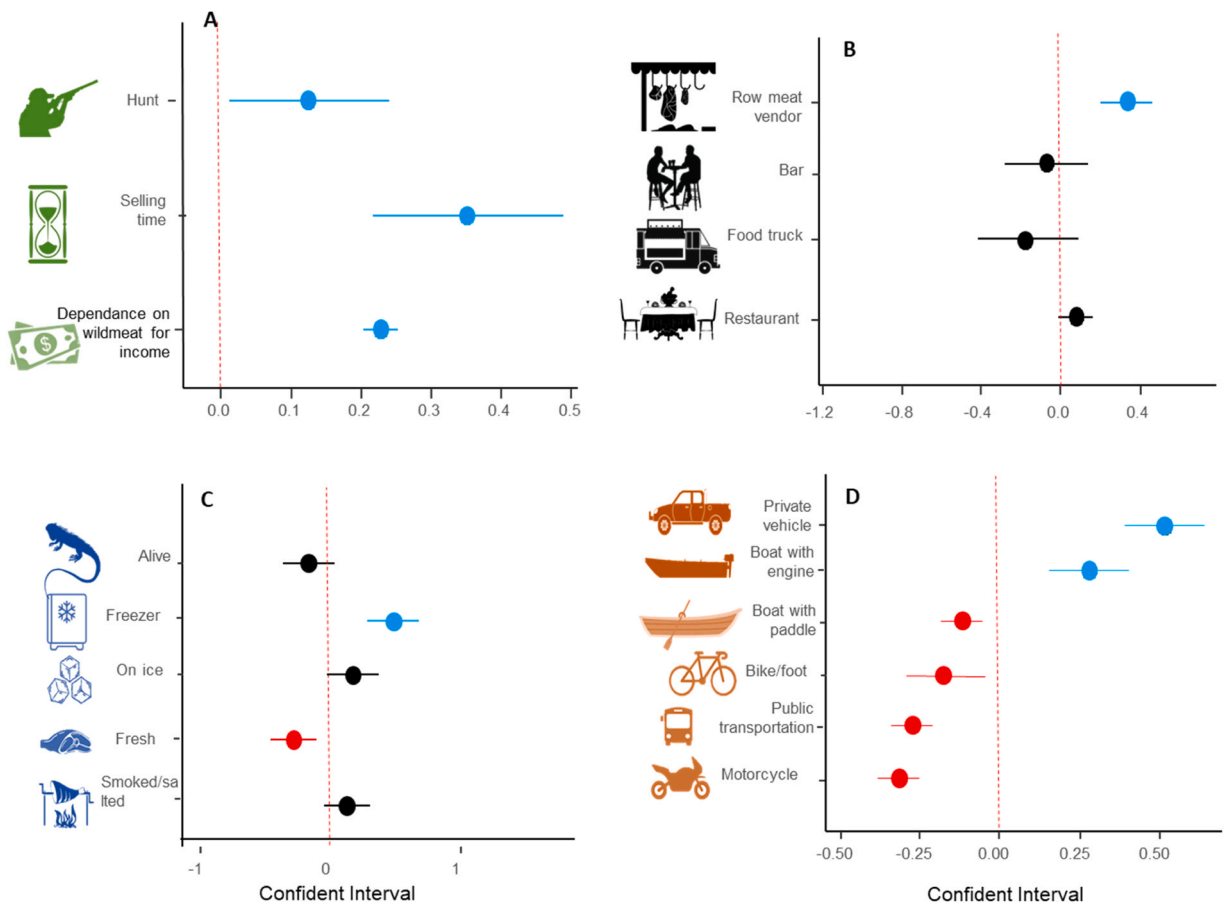 A
Hunt
Selling
time
Dependance on
wildmeat for
income
$
0.0 0.1 0.2 0.3 0.4 0.5
B
Row meat
vendor
Bar
Food truck
Restaurant
-1.2 -0.8 -0.4 0.0 0.4
C
Alive
Freezer
On ice
Fresh
Smoked/sa
lted
-1 0 1
Confident Interval
D
Private
vehicle
Boat with
engine
Boat with
paddle
Bike/foot
Public
transportation
Motorcycle
-0.50 -0.25 0.00 0.25 0.50
Confident Interval